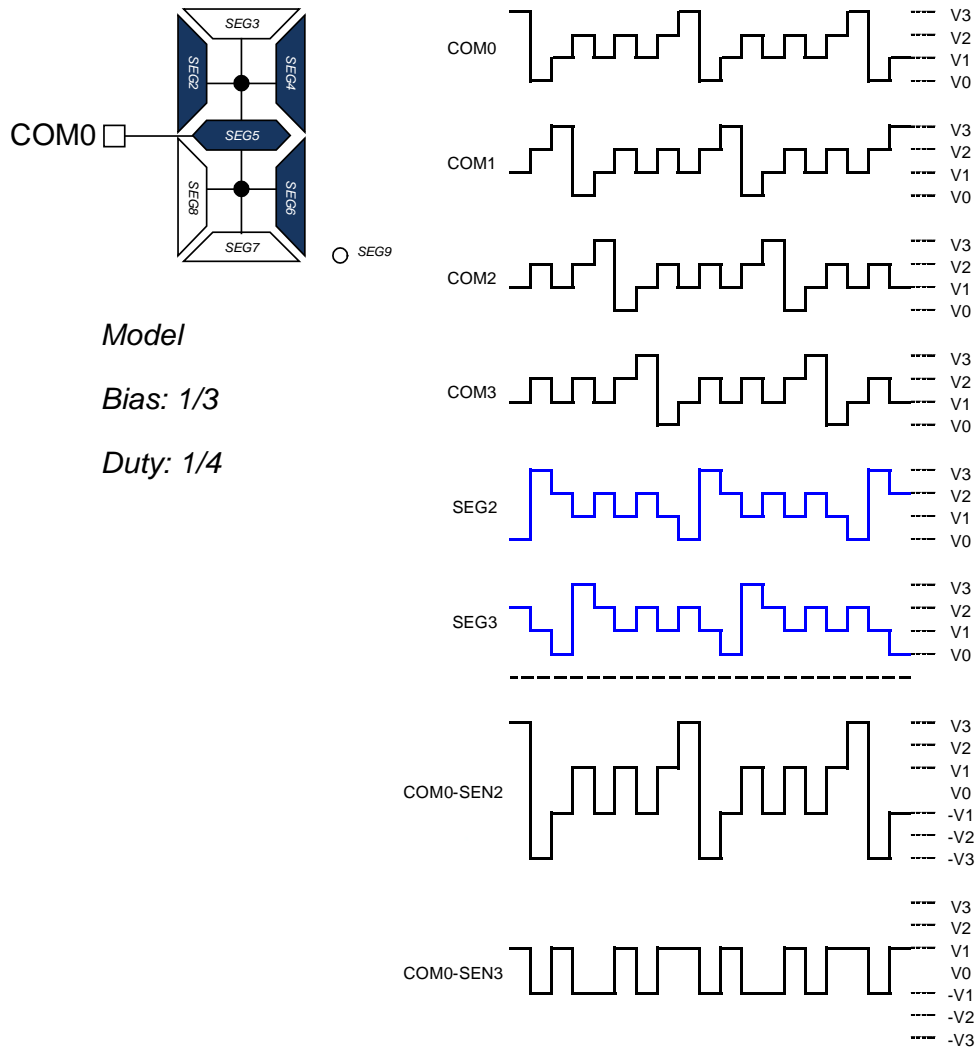 SEG3
SEG2
SEG4
COM0
SEG5
SEG8
SEG6
SEG7
SEG9
Model
Bias: 1/3
Duty: 1/4
COM0
V3
V2
V1
V0
COM1
V3
V2
V1
V0
COM2
V3
V2
V1
V0
COM3
V3
V2
V1
V0
SEG2
V3
V2
V1
V0
SEG3
V3
V2
V1
V0
COM0-SEN2
V3
V2
V1
V0
-V1
-V2
-V3
COM0-SEN3
V3
V2
V1
V0
-V1
-V2
-V3